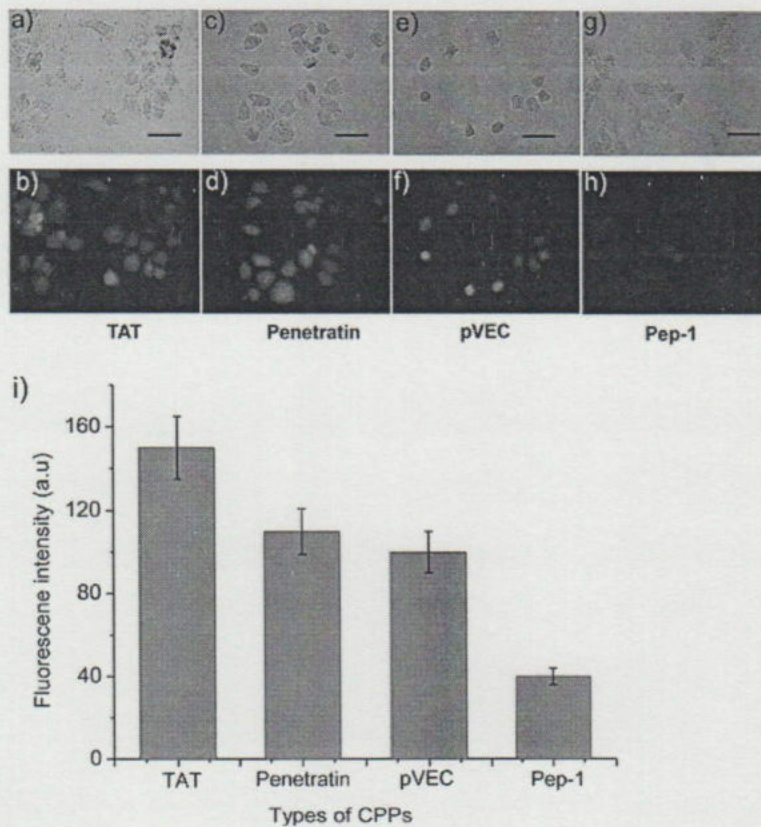 a) c) e) g)
b) d) f) h)
TAT Penetratin pVEC Pep-1
i)
160
120
80
40
0
Fluorescene intensity (a.u)
TAT Penetratin pVEC Pep-1
Types of CPPs